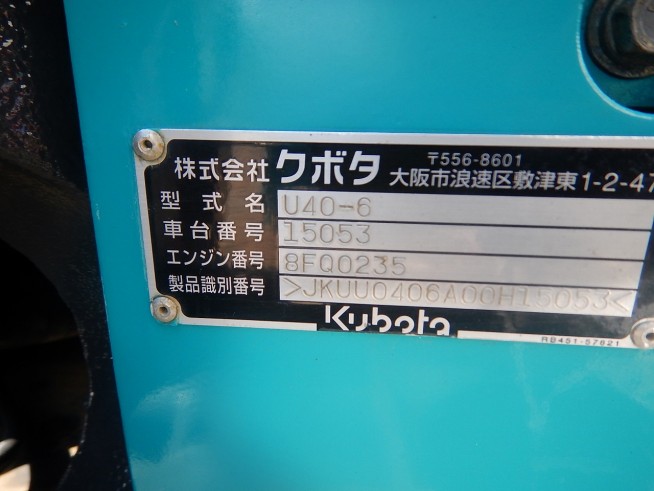 株式会社クボタ 〒556-8601
大阪市浪速区敷津東1-2-47
型式名 U40-6
車台番号 15053
エンジン番号 8FQ0235
製品識別番号 >JKUU0406A00H15053<
Kubota
RB451-57821